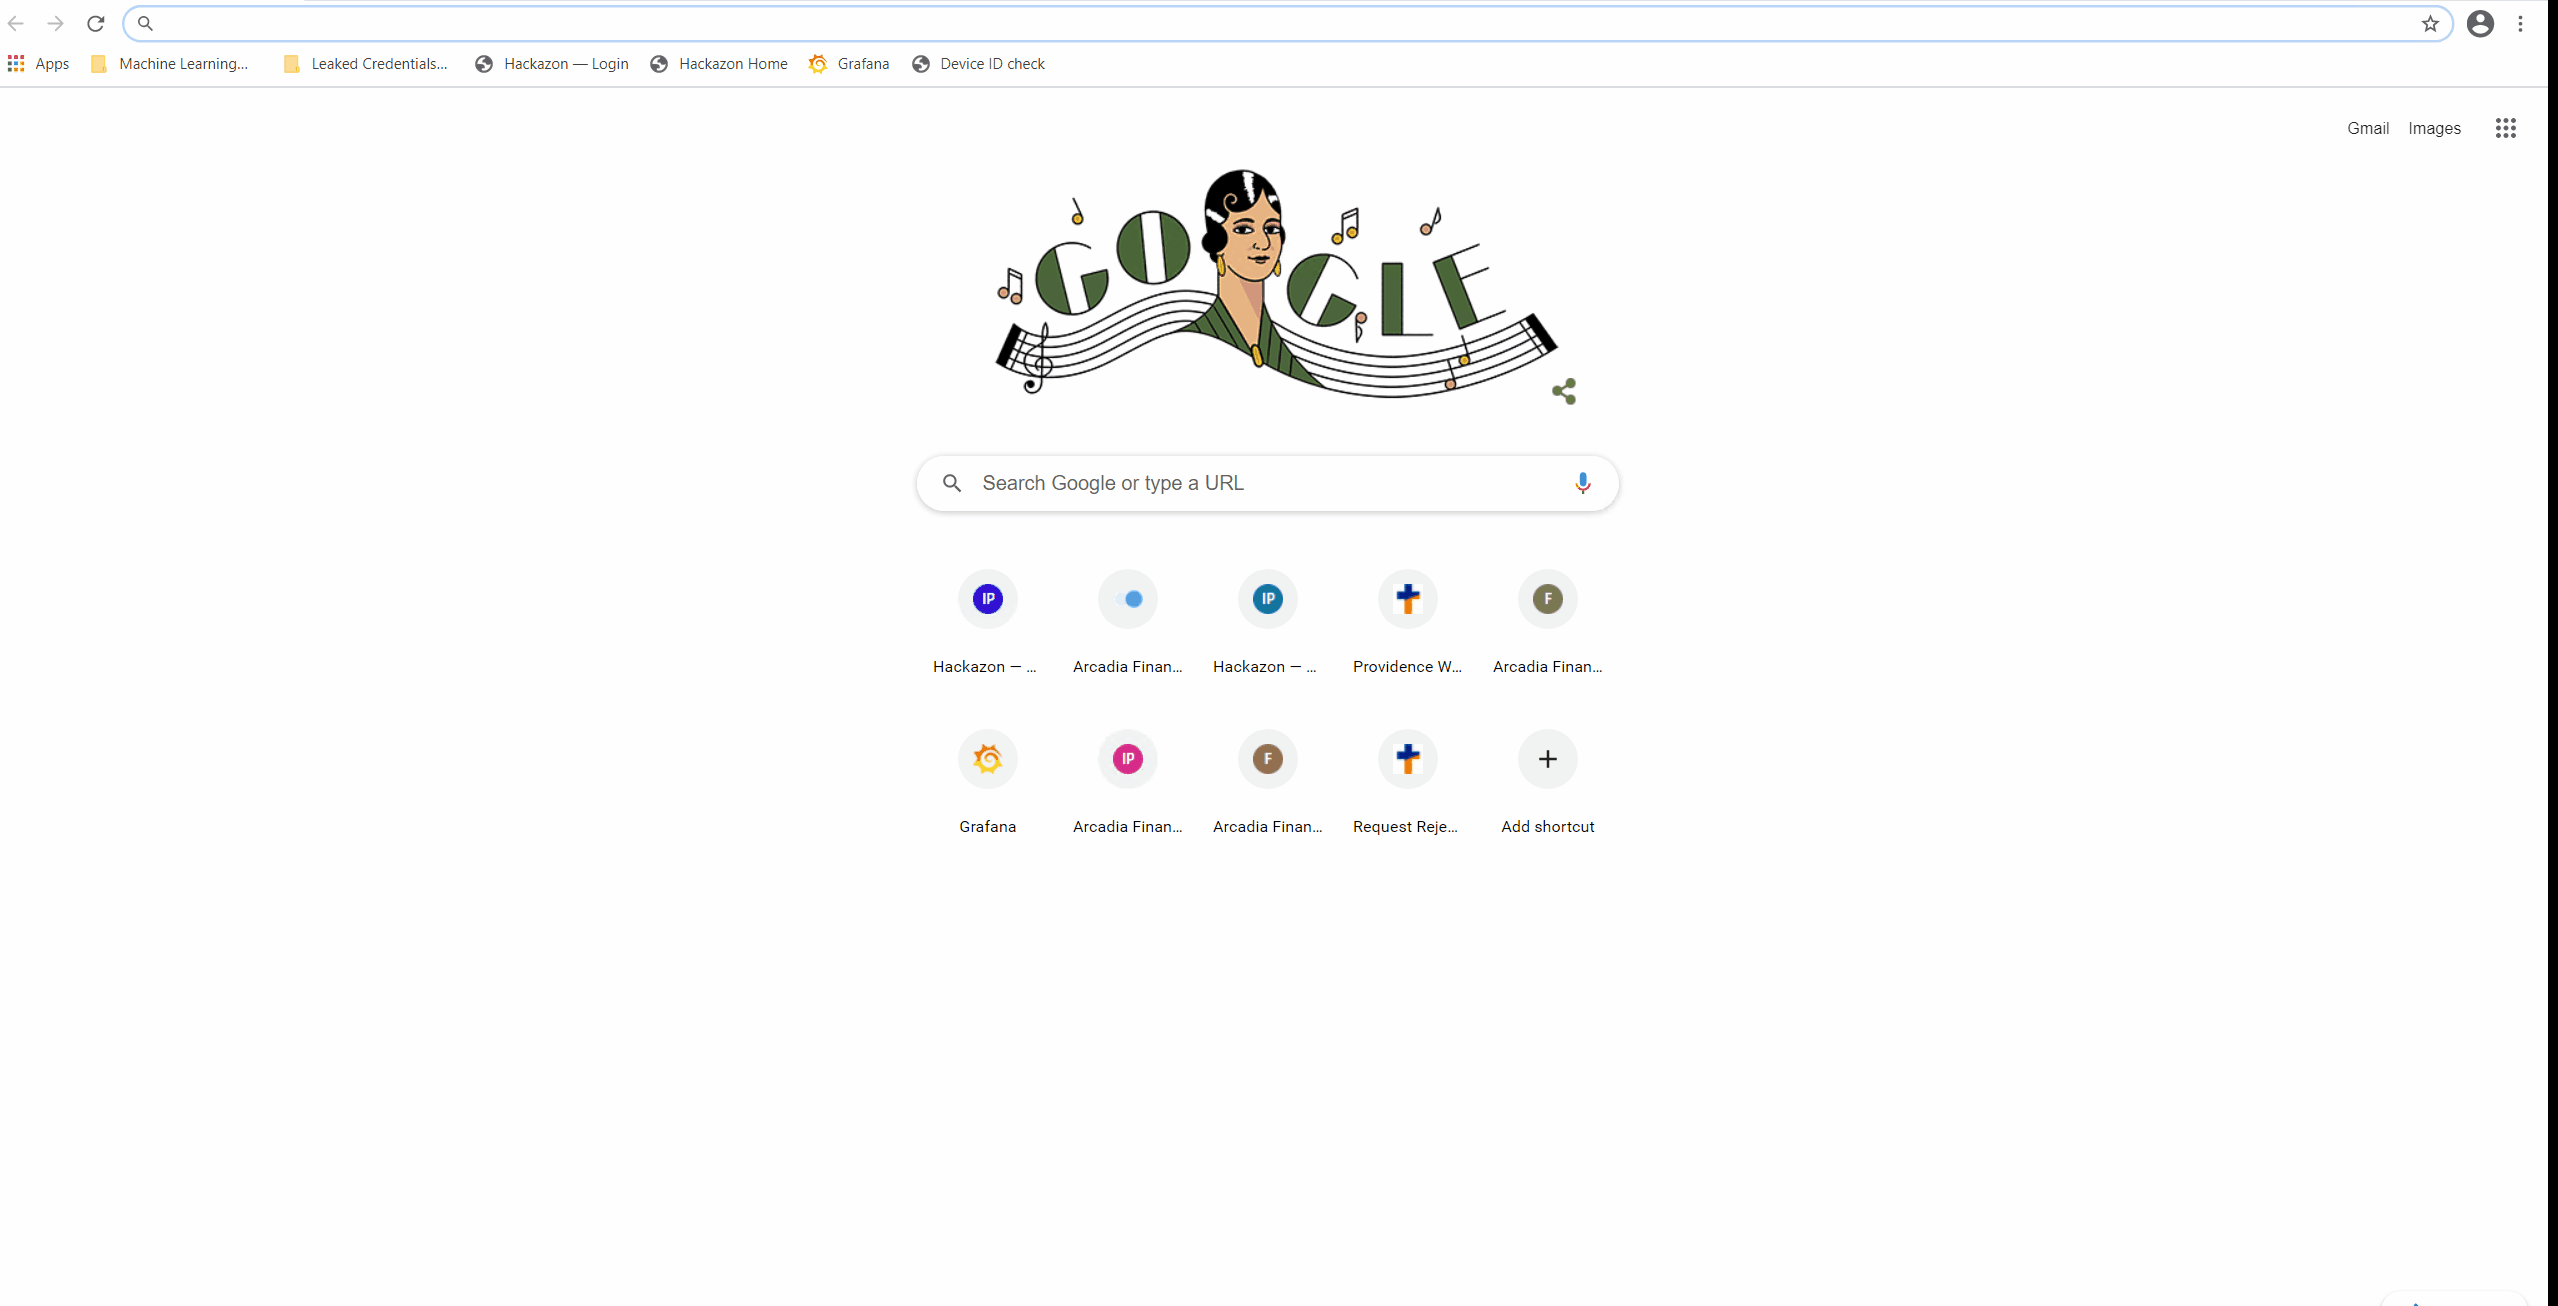 Apps Machine Learning... Leaked Credentials... Hackazon — Login Hackazon Home Grafana Device ID check
Gmail Images
GOOGLE
Search Google or type a URL
IP IP F
Hackazon — ... Arcadia Finan... Hackazon — ... Providence W... Arcadia Finan...
IP F
Grafana Arcadia Finan... Arcadia Finan... Request Reje... Add shortcut